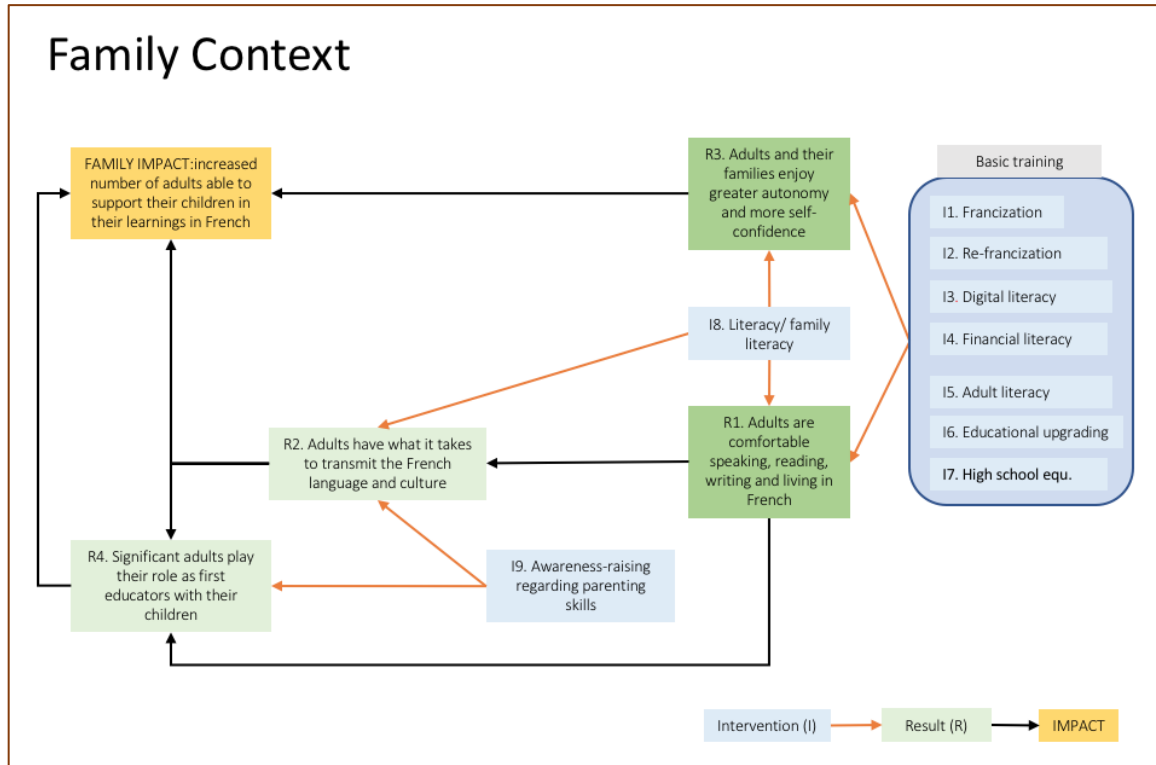 Family Context
FAMILY IMPACT:increased
number of adults able to
support their children in
their learnings in French
R3. Adults and their
families enjoy
greater autonomy
and more self-
confidence
Basic training
I1. Francization
I2. Re-francization
I3. Digital literacy
I4. Financial literacy
I5. Adult literacy
I6. Educational upgrading
I7. High school equ.
I8. Literacy/ family
literacy
R1. Adults are
comfortable
speaking, reading,
writing and living in
French
R2. Adults have what it takes
to transmit the French
language and culture
R4. Significant adults play
their role as first
educators with their
children
I9. Awareness-raising
regarding parenting
skills
Intervention (I)
Result (R)
IMPACT